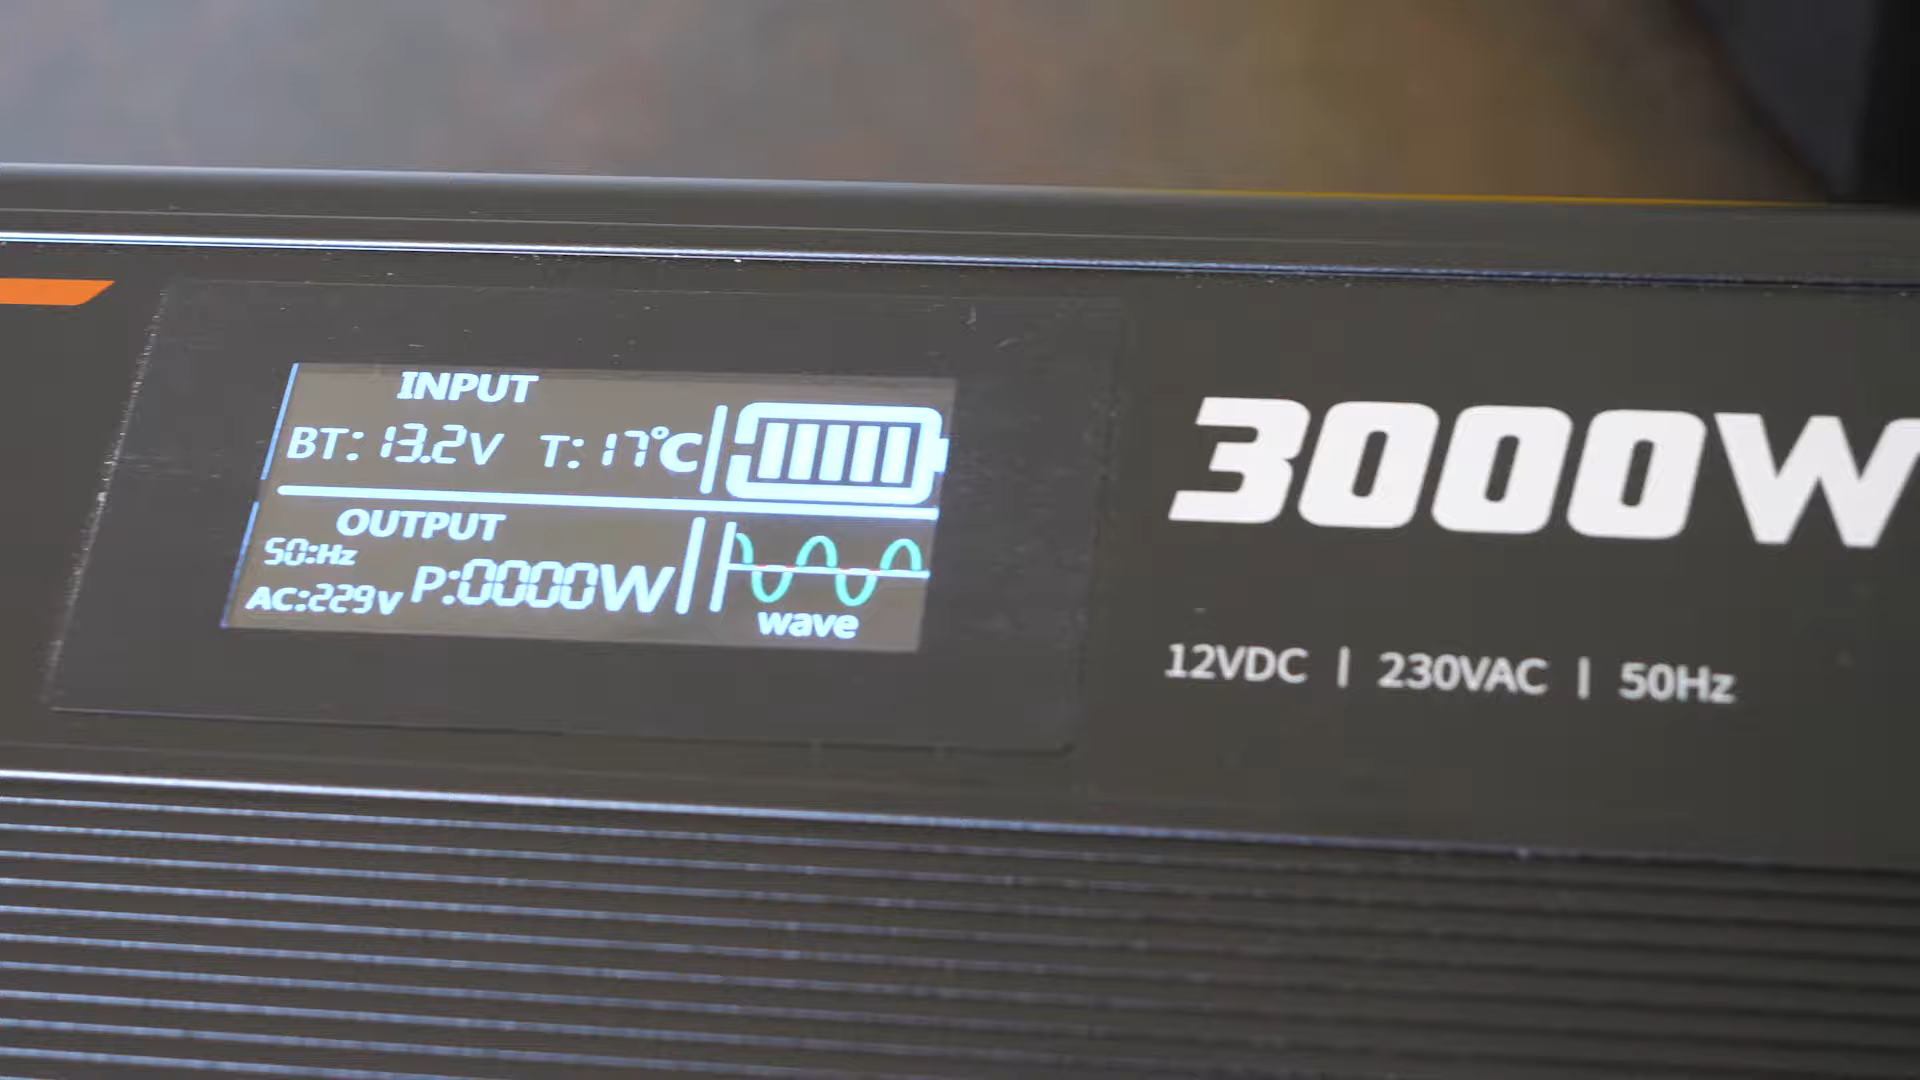 INPUT
BT: 13.2V T: 17°C
OUTPUT
50:Hz
AC:229V P:0000W
wave
3000W
12VDC | 230VAC | 50Hz